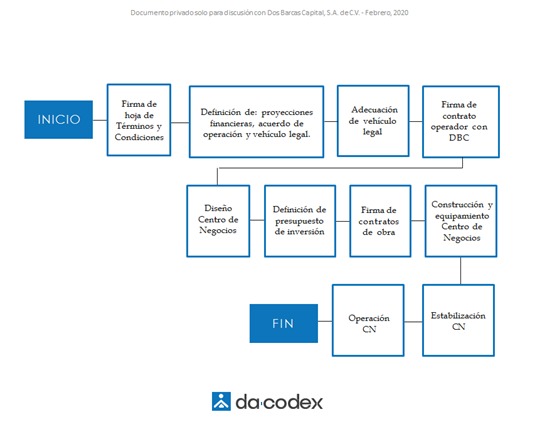 Documento privado solo para discusión con Dos Barcas Capital, S.A. de C.V. - Febrero, 2020
INICIO
Firma de
hoja de
Términos y
Condiciones
Definición de: proyecciones
financieras, acuerdo de
operación y vehículo legal.
Adecuación
de vehículo
legal
Firma de
contrato
operador con
DBC
Diseño
Centro de
Negocios
Definición de
presupuesto
de inversión
Firma de
contratos
de obra
Construcción y
equipamiento
Centro de
Negocios
Estabilización
CN
Operación
CN
FIN
da·codex